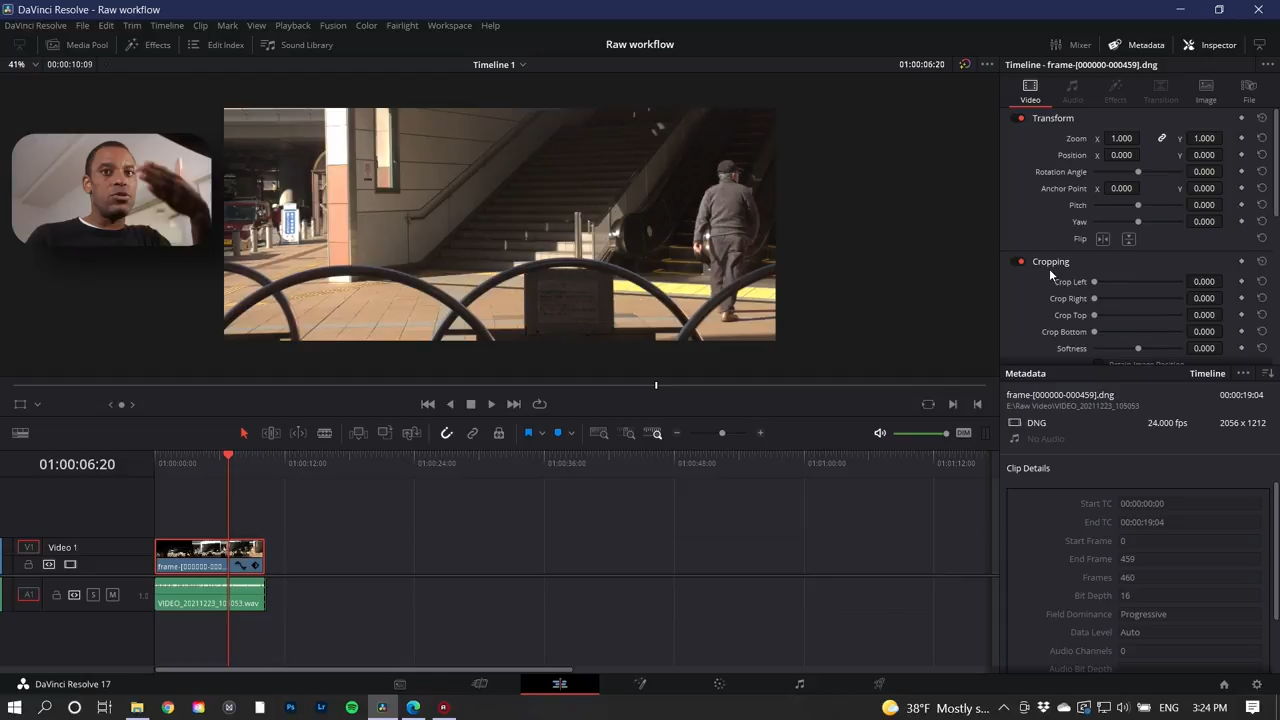 DaVinci Resolve - Raw workflow
DaVinci Resolve File Edit Trim Timeline Clip Mark View Playback Fusion Color Fairlight Workspace Help
Media Pool Effects Edit Index Sound Library Raw workflow Mixer Metadata Inspector
41% 00:00:10:09 Timeline 1 01:00:06:20 Timeline - frame-[000000-000459].dng
Video Audio Effects Transition Image File
Transform
Zoom X 1.000 Y 1.000
Position X 0.000 Y 0.000
Rotation Angle 0.000
Anchor Point X 0.000 Y 0.000
Pitch 0.000
Yaw 0.000
Flip
Cropping
Crop Left 0.000
Crop Right 0.000
Crop Top 0.000
Crop Bottom 0.000
Softness 0.000
Retain Image Position
Metadata Timeline
frame-[000000-000459].dng 00:00:19:04
E:\Raw Video\VIDEO_20211223_105053
DNG 24.000 fps 2056 x 1212
No Audio
Clip Details
Start TC 00:00:00:00
End TC 00:00:19:04
Start Frame 0
End Frame 459
Frames 460
Bit Depth 16
Field Dominance Progressive
Data Level Auto
Audio Channels 0
Audio Bit Depth
DIM
01:00:06:20 01:00:00:00 01:00:12:00 01:00:24:00 01:00:36:00 01:00:48:00 01:01:00:00 01:01:12:00
V1 Video 1
frame-[000000-000...
A1 S M 1.0
VIDEO_20211223_105053.wav
DaVinci Resolve 17
38°F Mostly s... ENG 3:24 PM